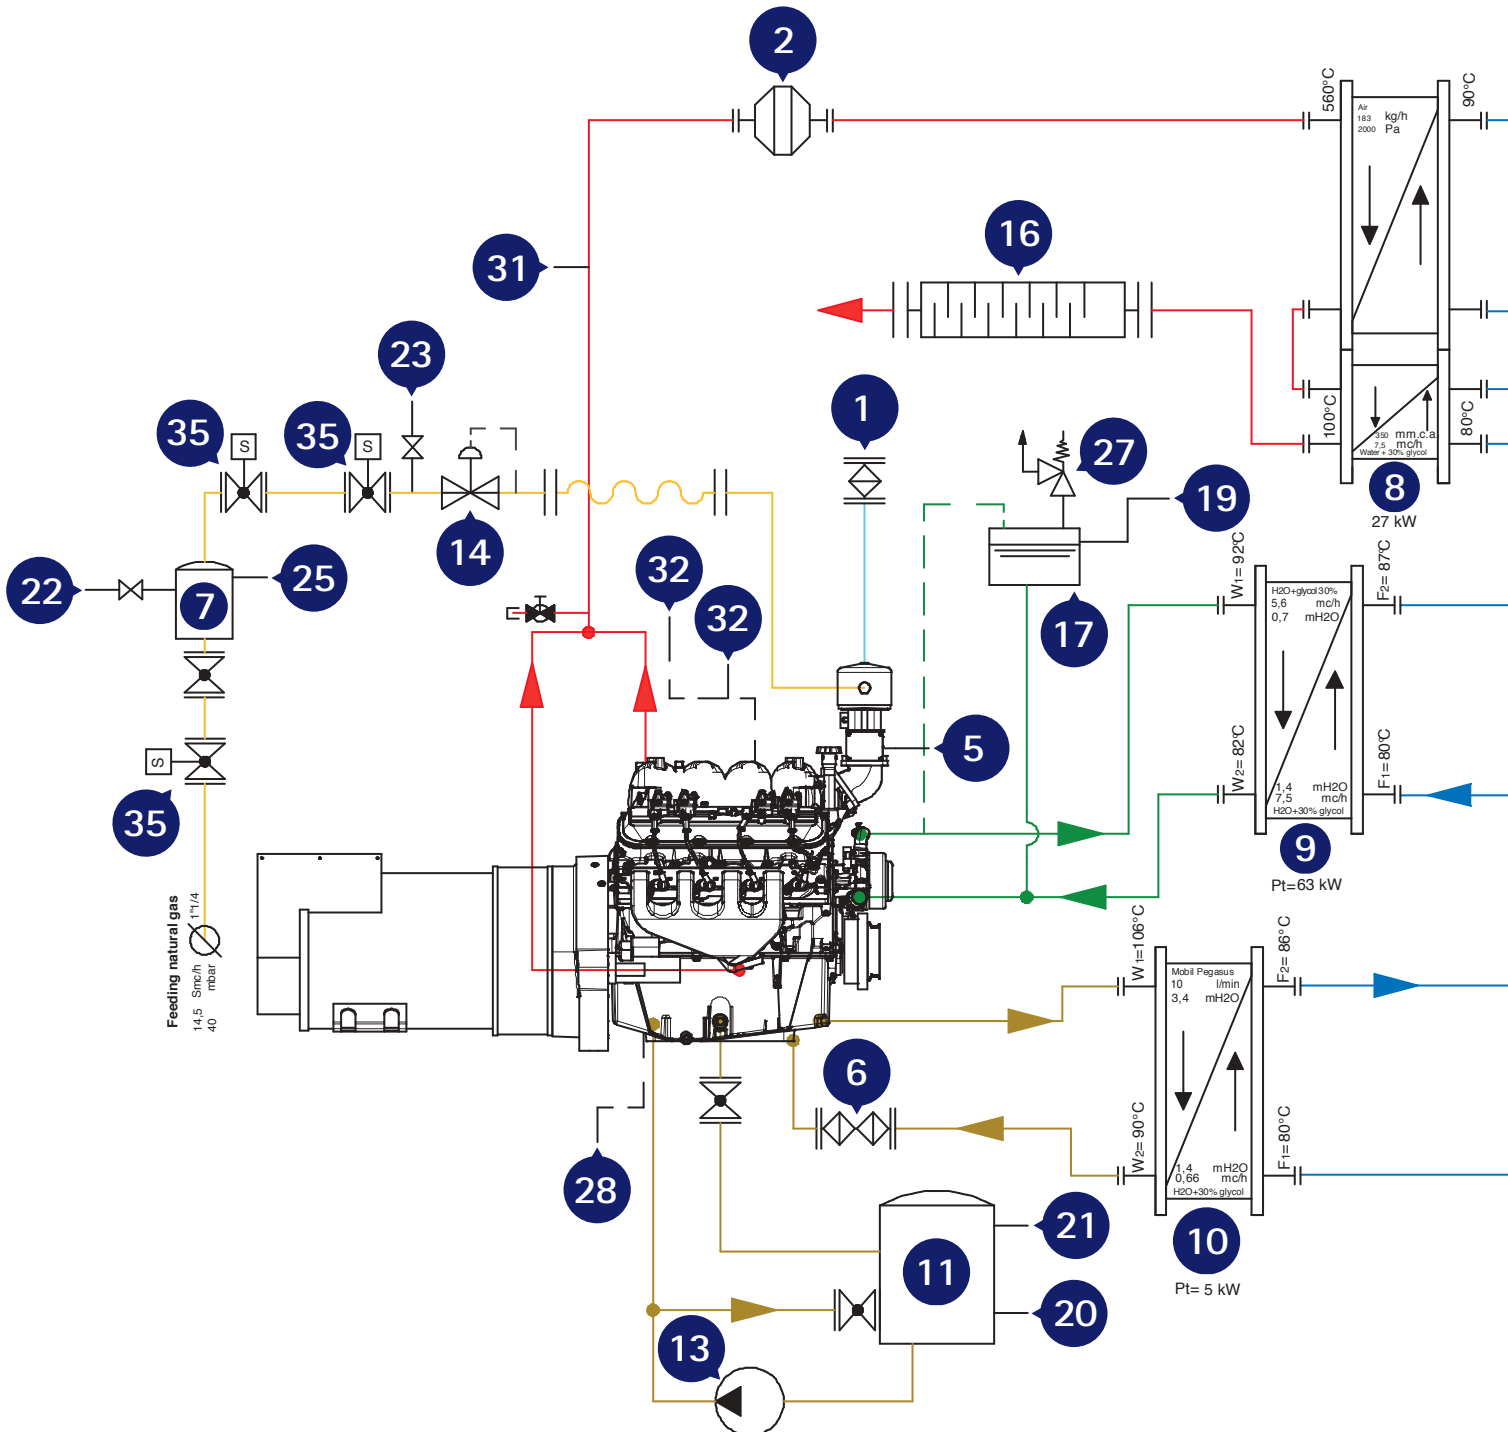 2
560°C
90°C
Air
183 kg/h
2000 Pa
16
31
23
1
100°C
80°C
350 mm.c.a
7,5 mc/h
Water + 30% glycol
8
27 kW
35
S
35
S
27
19
14
22
7
25
32
32
17
W1= 92°C
F2= 87°C
H2O+glycol 30%
5,6 mc/h
0,7 mH2O
5
W2= 82°C
F1= 80°C
1,4 mH2O
7,5 mc/h
H2O+30% glycol
S
35
9
Pt=63 kW
Feeding natural gas 1"1/4
14,5 Smc/h
40 mbar
W1=106°C
F2= 86°C
Mobil Pegasus
10 l/min
3,4 mH2O
6
W2= 90°C
F1= 80°C
1,4 mH2O
0,66 mc/h
H2O+30% glycol
28
21
10
11
Pt= 5 kW
20
13